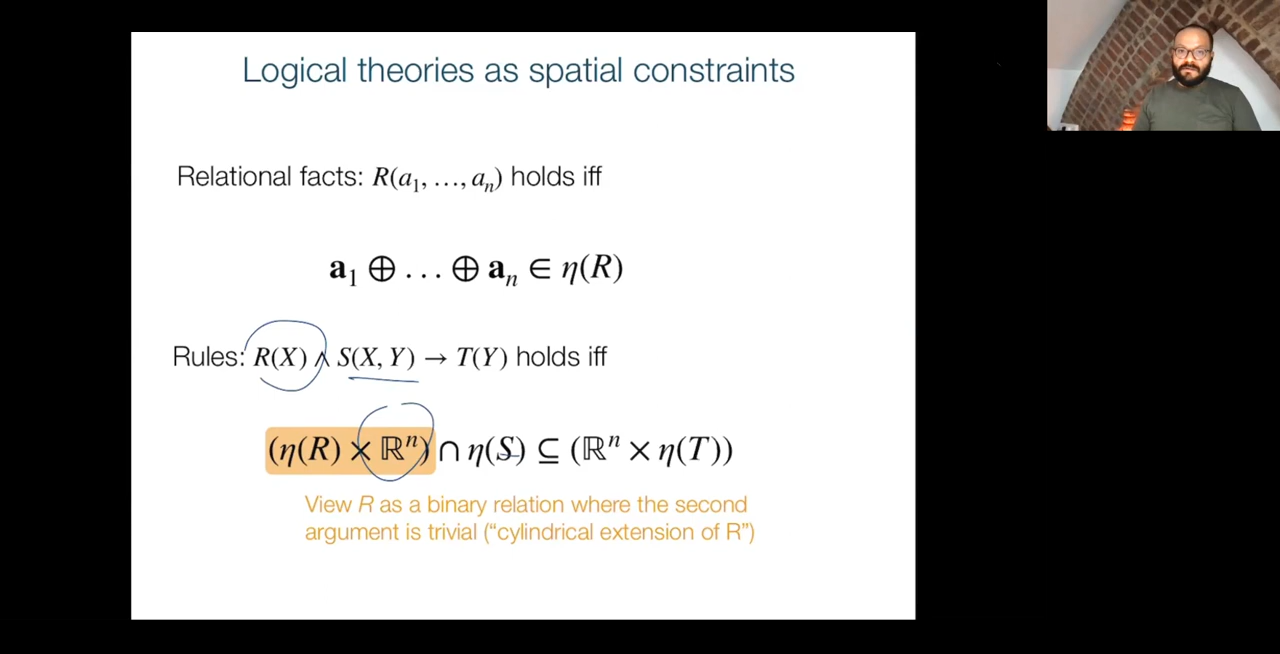 Logical theories as spatial constraints
Relational facts: R(a₁, …, aₙ) holds iff
𝐚₁ ⊕ … ⊕ 𝐚ₙ ∈ η(R)
Rules: R(X) ∧ S(X, Y) → T(Y) holds iff
(η(R) × ℝⁿ) ∩ η(S) ⊆ (ℝⁿ × η(T))
View R as a binary relation where the second
argument is trivial (“cylindrical extension of R”)